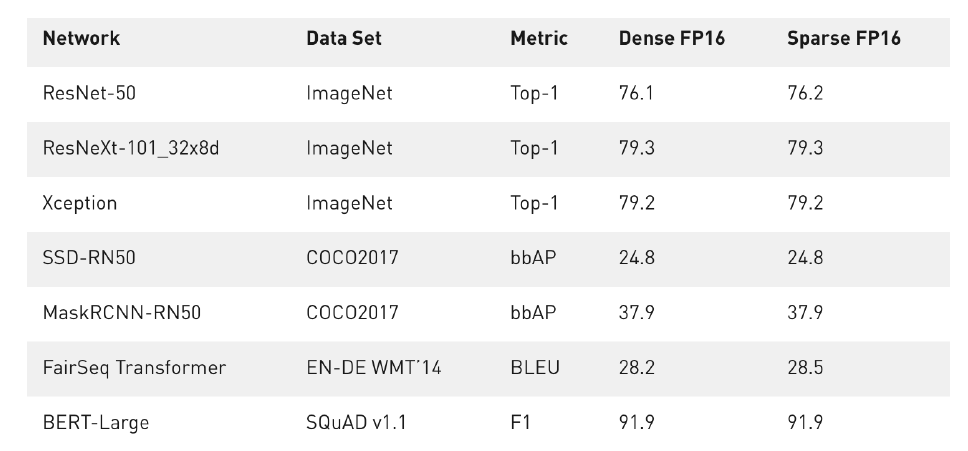 Network Data Set Metric Dense FP16 Sparse FP16
ResNet-50 ImageNet Top-1 76.1 76.2
ResNeXt-101_32x8d ImageNet Top-1 79.3 79.3
Xception ImageNet Top-1 79.2 79.2
SSD-RN50 COCO2017 bbAP 24.8 24.8
MaskRCNN-RN50 COCO2017 bbAP 37.9 37.9
FairSeq Transformer EN-DE WMT’14 BLEU 28.2 28.5
BERT-Large SQuAD v1.1 F1 91.9 91.9